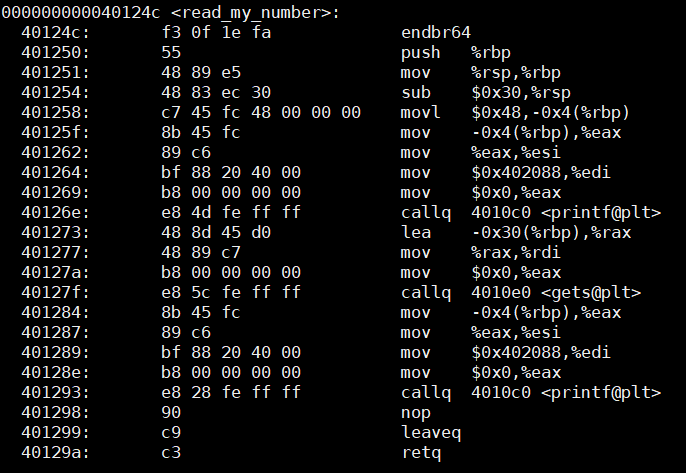 000000000040124c <read_my_number>:
40124c: f3 0f 1e fa endbr64
401250: 55 push %rbp
401251: 48 89 e5 mov %rsp,%rbp
401254: 48 83 ec 30 sub $0x30,%rsp
401258: c7 45 fc 48 00 00 00 movl $0x48,-0x4(%rbp)
40125f: 8b 45 fc mov -0x4(%rbp),%eax
401262: 89 c6 mov %eax,%esi
401264: bf 88 20 40 00 mov $0x402088,%edi
401269: b8 00 00 00 00 mov $0x0,%eax
40126e: e8 4d fe ff ff callq 4010c0 <printf@plt>
401273: 48 8d 45 d0 lea -0x30(%rbp),%rax
401277: 48 89 c7 mov %rax,%rdi
40127a: b8 00 00 00 00 mov $0x0,%eax
40127f: e8 5c fe ff ff callq 4010e0 <gets@plt>
401284: 8b 45 fc mov -0x4(%rbp),%eax
401287: 89 c6 mov %eax,%esi
401289: bf 88 20 40 00 mov $0x402088,%edi
40128e: b8 00 00 00 00 mov $0x0,%eax
401293: e8 28 fe ff ff callq 4010c0 <printf@plt>
401298: 90 nop
401299: c9 leaveq
40129a: c3 retq